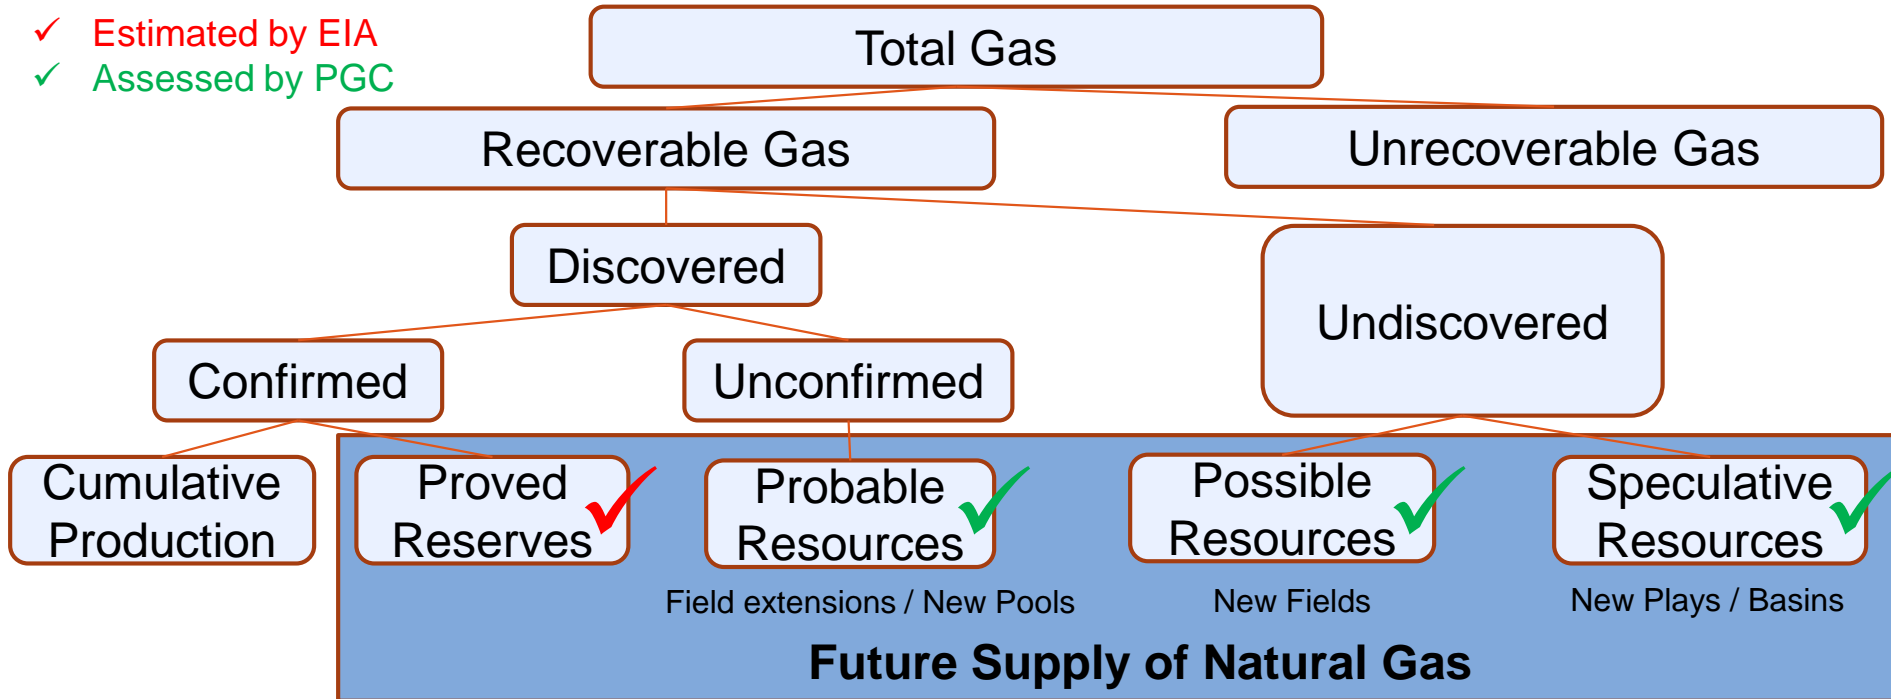 ✓ Estimated by EIA
✓ Assessed by PGC
Total Gas
Recoverable Gas
Unrecoverable Gas
Discovered
Undiscovered
Confirmed
Unconfirmed
Cumulative
Production
Proved
Reserves
Probable
Resources
Possible
Resources
Speculative
Resources
Field extensions / New Pools
New Fields
New Plays / Basins
Future Supply of Natural Gas